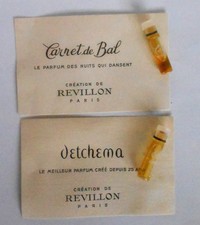 Carnet de Bal
LE PARFUM DES NUITS QUI DANSENT
CRÉATION DE
REVILLON
PARIS
Detchema
LE MEILLEUR PARFUM CRÉÉ DEPUIS 25 ANS
CRÉATION DE
REVILLON
PARIS